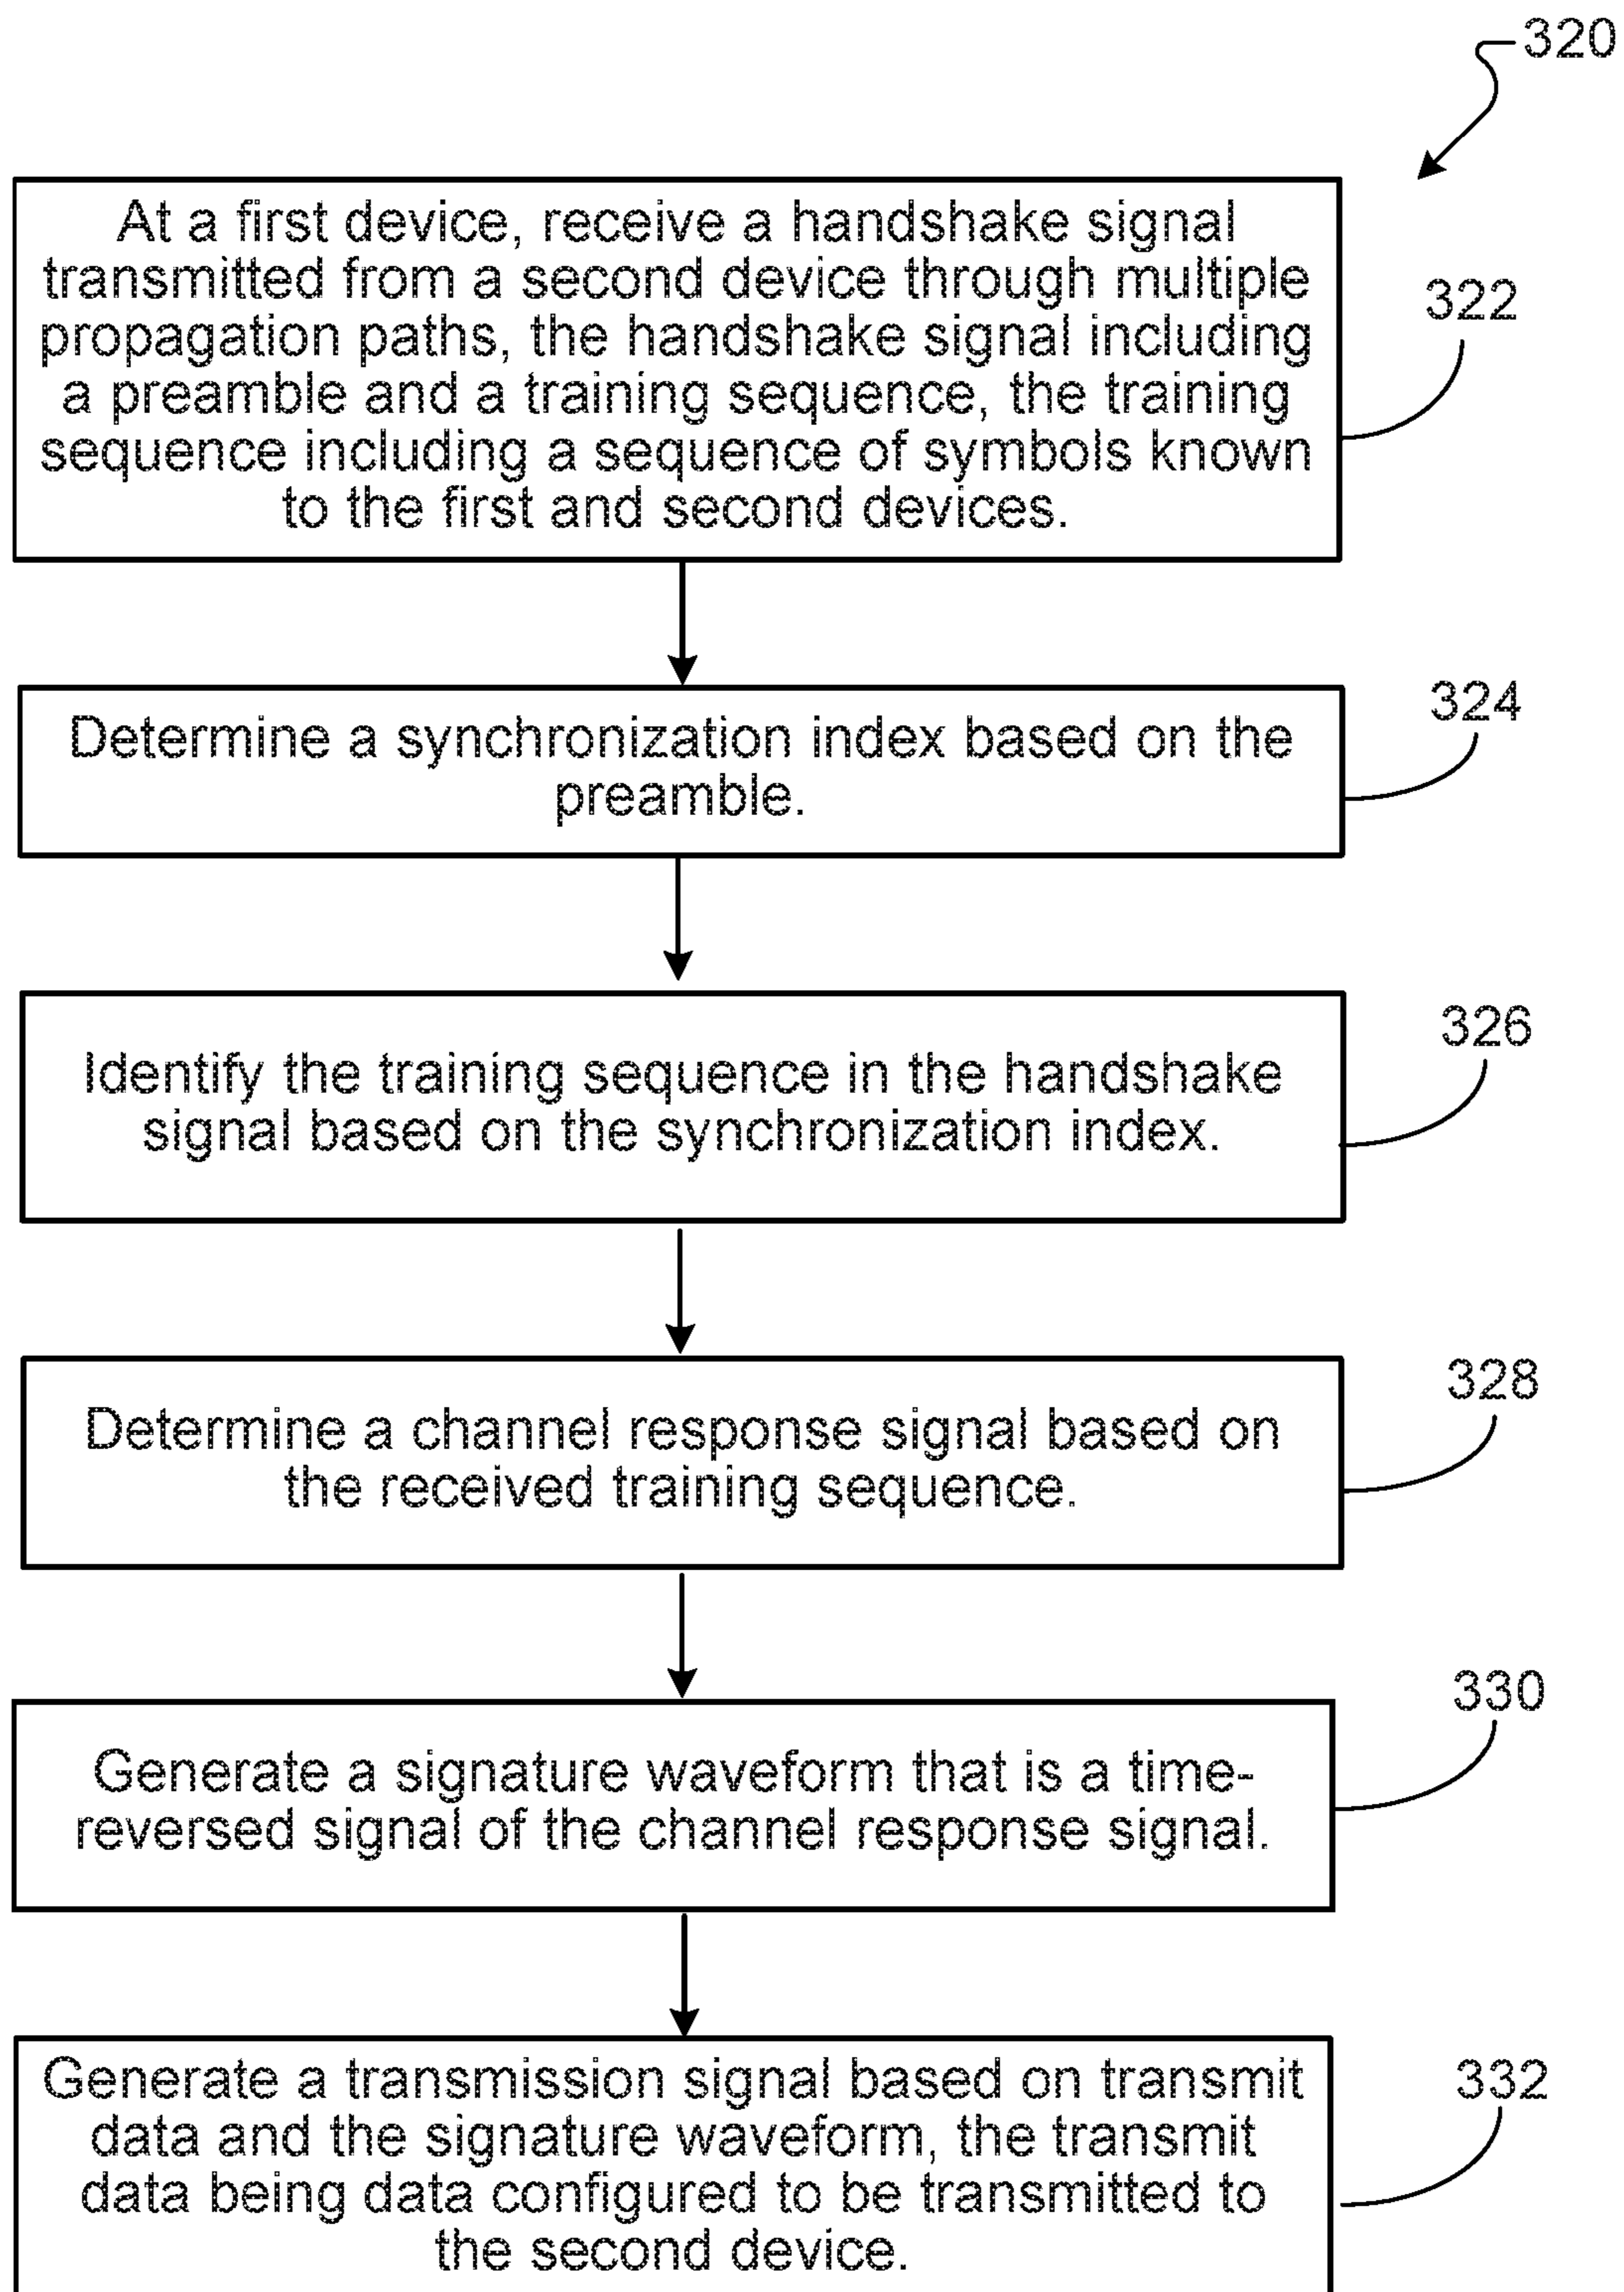 320
At a first device, receive a handshake signal
transmitted from a second device through multiple
propagation paths, the handshake signal including
a preamble and a training sequence, the training
sequence including a sequence of symbols known
to the first and second devices.
322
Determine a synchronization index based on the
preamble.
324
Identify the training sequence in the handshake
signal based on the synchronization index.
326
Determine a channel response signal based on
the received training sequence.
328
Generate a signature waveform that is a time-
reversed signal of the channel response signal.
330
Generate a transmission signal based on transmit
data and the signature waveform, the transmit
data being data configured to be transmitted to
the second device.
332